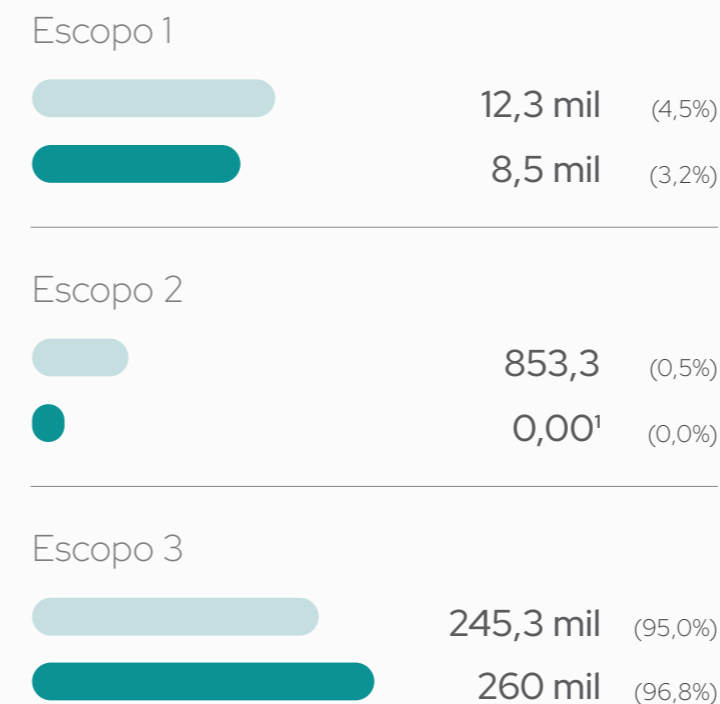 Escopo 1
12,3 mil (4,5%)
8,5 mil (3,2%)
Escopo 2
853,3 (0,5%)
0,00¹ (0,0%)
Escopo 3
245,3 mil (95,0%)
260 mil (96,8%)